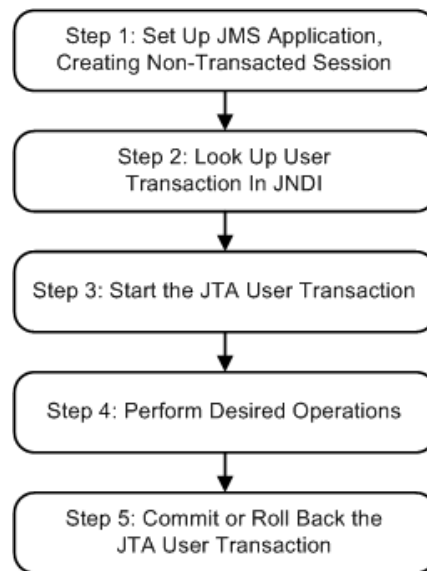 Step 1: Set Up JMS Application,
Creating Non-Transacted Session
Step 2: Look Up User
Transaction In JNDI
Step 3: Start the JTA User Transaction
Step 4: Perform Desired Operations
Step 5: Commit or Roll Back the
JTA User Transaction